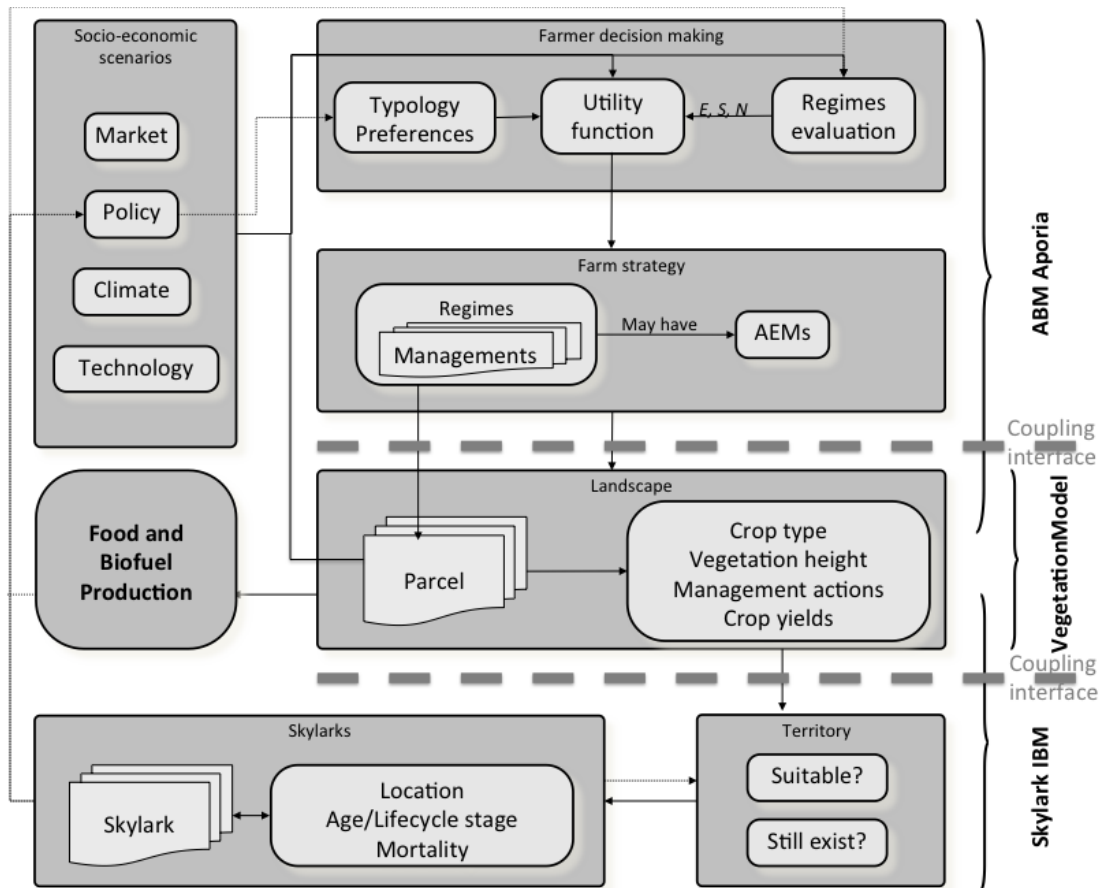 Socio-economic
scenarios
Market
Policy
Climate
Technology
Farmer decision making
Typology
Preferences
Utility
function
E, S, N
Regimes
evaluation
Farm strategy
Regimes
Managements
May have
AEMs
ABM Aporia
Coupling
interface
Food and
Biofuel
Production
Landscape
Parcel
Crop type
Vegetation height
Management actions
Crop yields
VegetationModel
Coupling
interface
Skylarks
Skylark
Location
Age/Lifecycle stage
Mortality
Territory
Suitable?
Still exist?
Skylark IBM